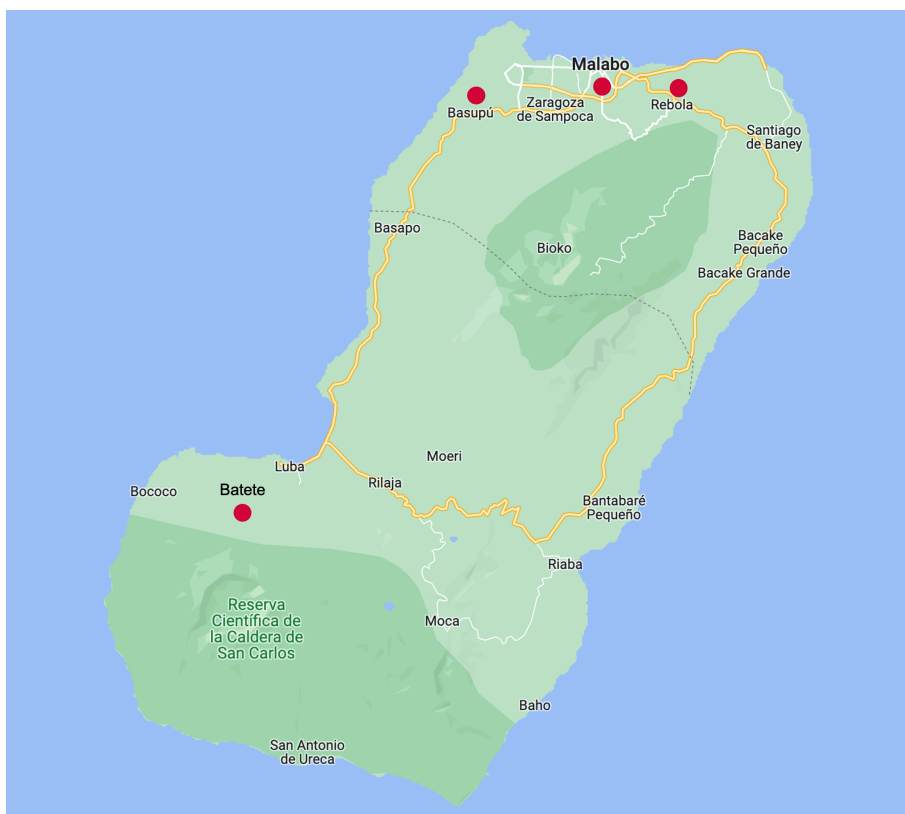 Malabo
Basupú
Zaragoza
de Sampoca
Rebola
Santiago
de Baney
Basapo
Bioko
Bacake
Pequeño
Bacake Grande
Moeri
Luba
Rilaja
Bococo
Batete
Bantabaré
Pequeño
Riaba
Reserva
Científica de
la Caldera de
San Carlos
Moca
Baho
San Antonio
de Ureca